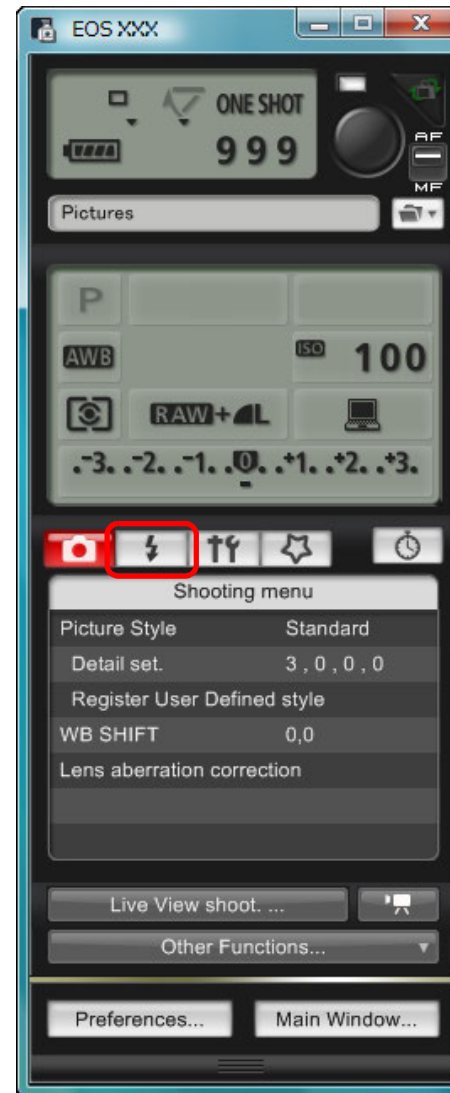 EOS XXX
ONE SHOT
999
AF
MF
Pictures
P
AWB
ISO 100
RAW+L
.-3. .-2. .-1. .0. .+1. .+2. .+3.
Shooting menu
Picture Style Standard
Detail set. 3 , 0 , 0 , 0
Register User Defined style
WB SHIFT 0,0
Lens aberration correction
Live View shoot. ...
Other Functions...
Preferences... Main Window...